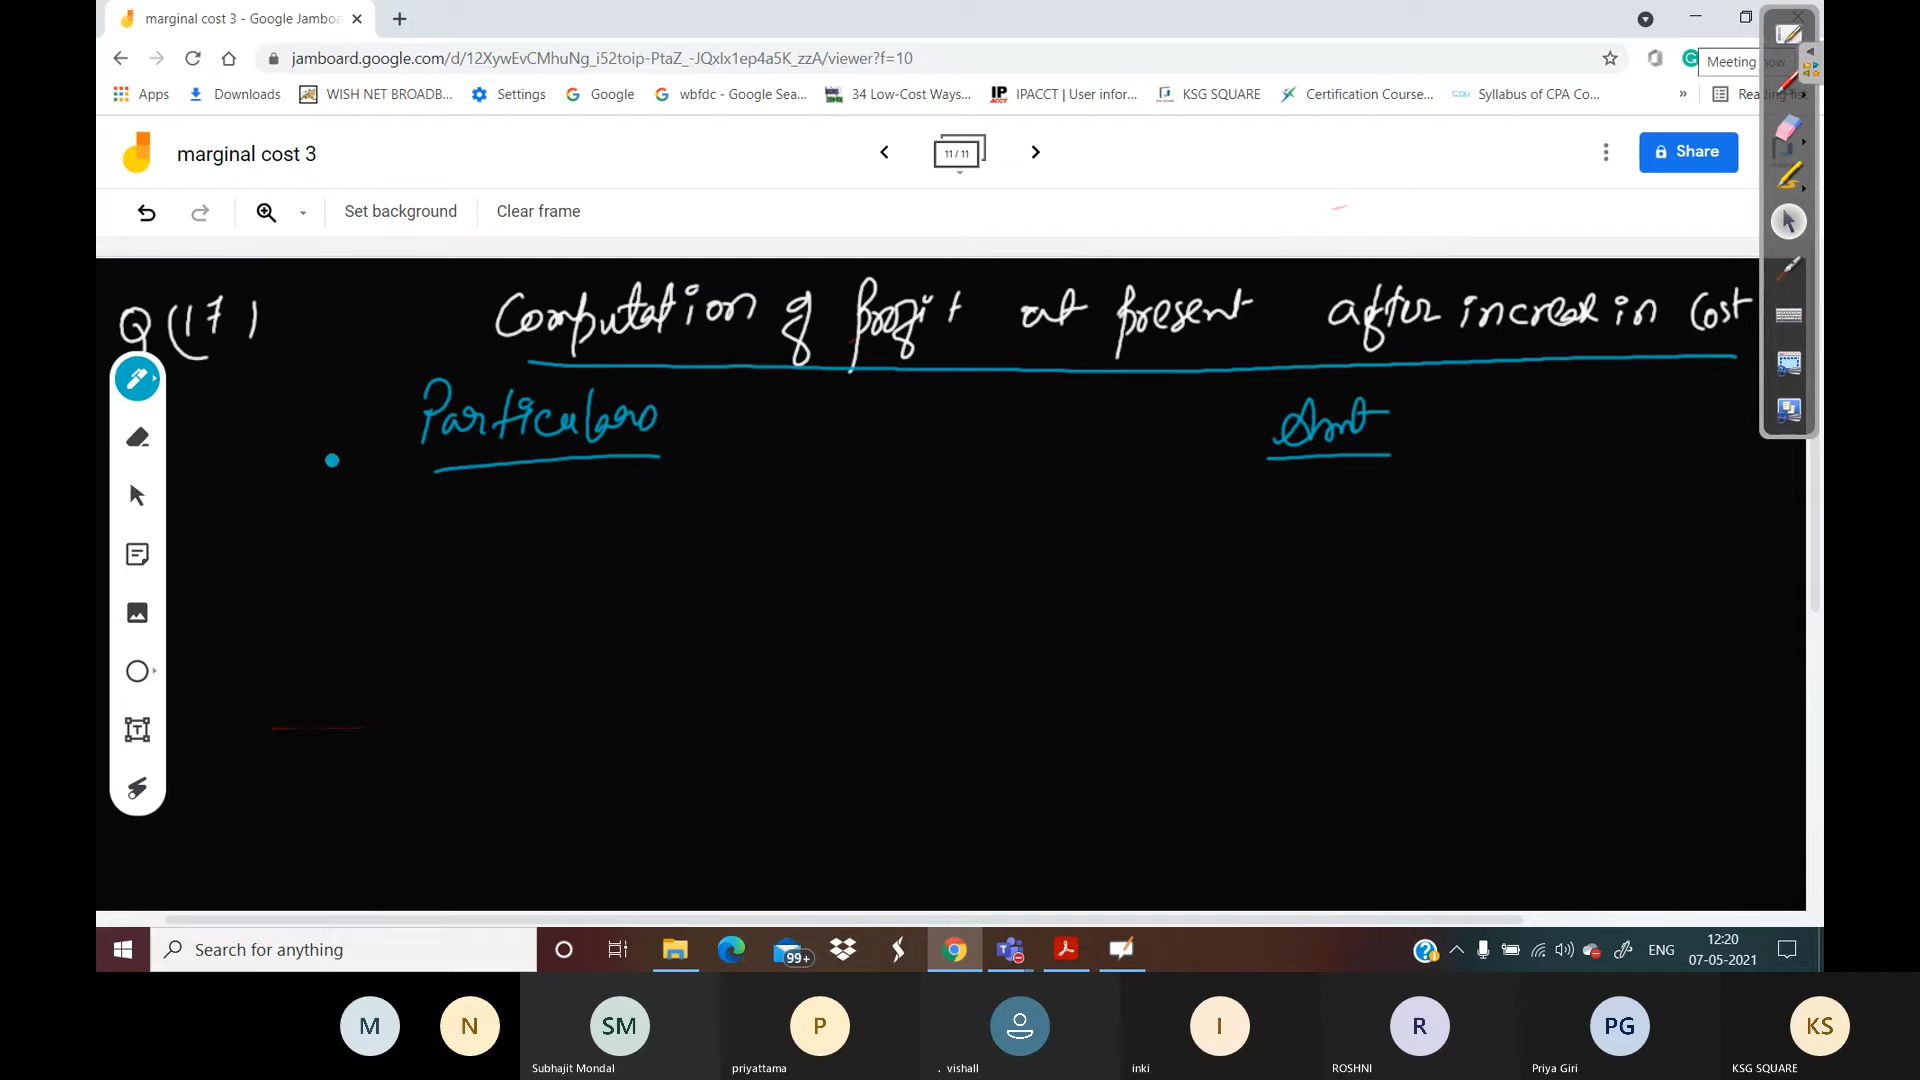 marginal cost 3 - Google Jamboa
jamboard.google.com/d/12XywEvCMhuNg_i52toip-PtaZ_-JQxlx1ep4a5K_zzA/viewer?f=10
Meeting now
Apps Downloads WISH NET BROADB... Settings Google wbfdc - Google Sea... 34 Low-Cost Ways... IPACCT | User infor... KSG SQUARE Certification Course... Syllabus of CPA Co... » Reading list
marginal cost 3
11 / 11
Share
Set background Clear frame
Q(17) Computation of profit at present after increase in Cost
Particulars Amt
Search for anything
99+
ENG
12:20
07-05-2021
M N SM P I R PG KS
Subhajit Mondal priyattama . vishall inki ROSHNI Priya Giri KSG SQUARE